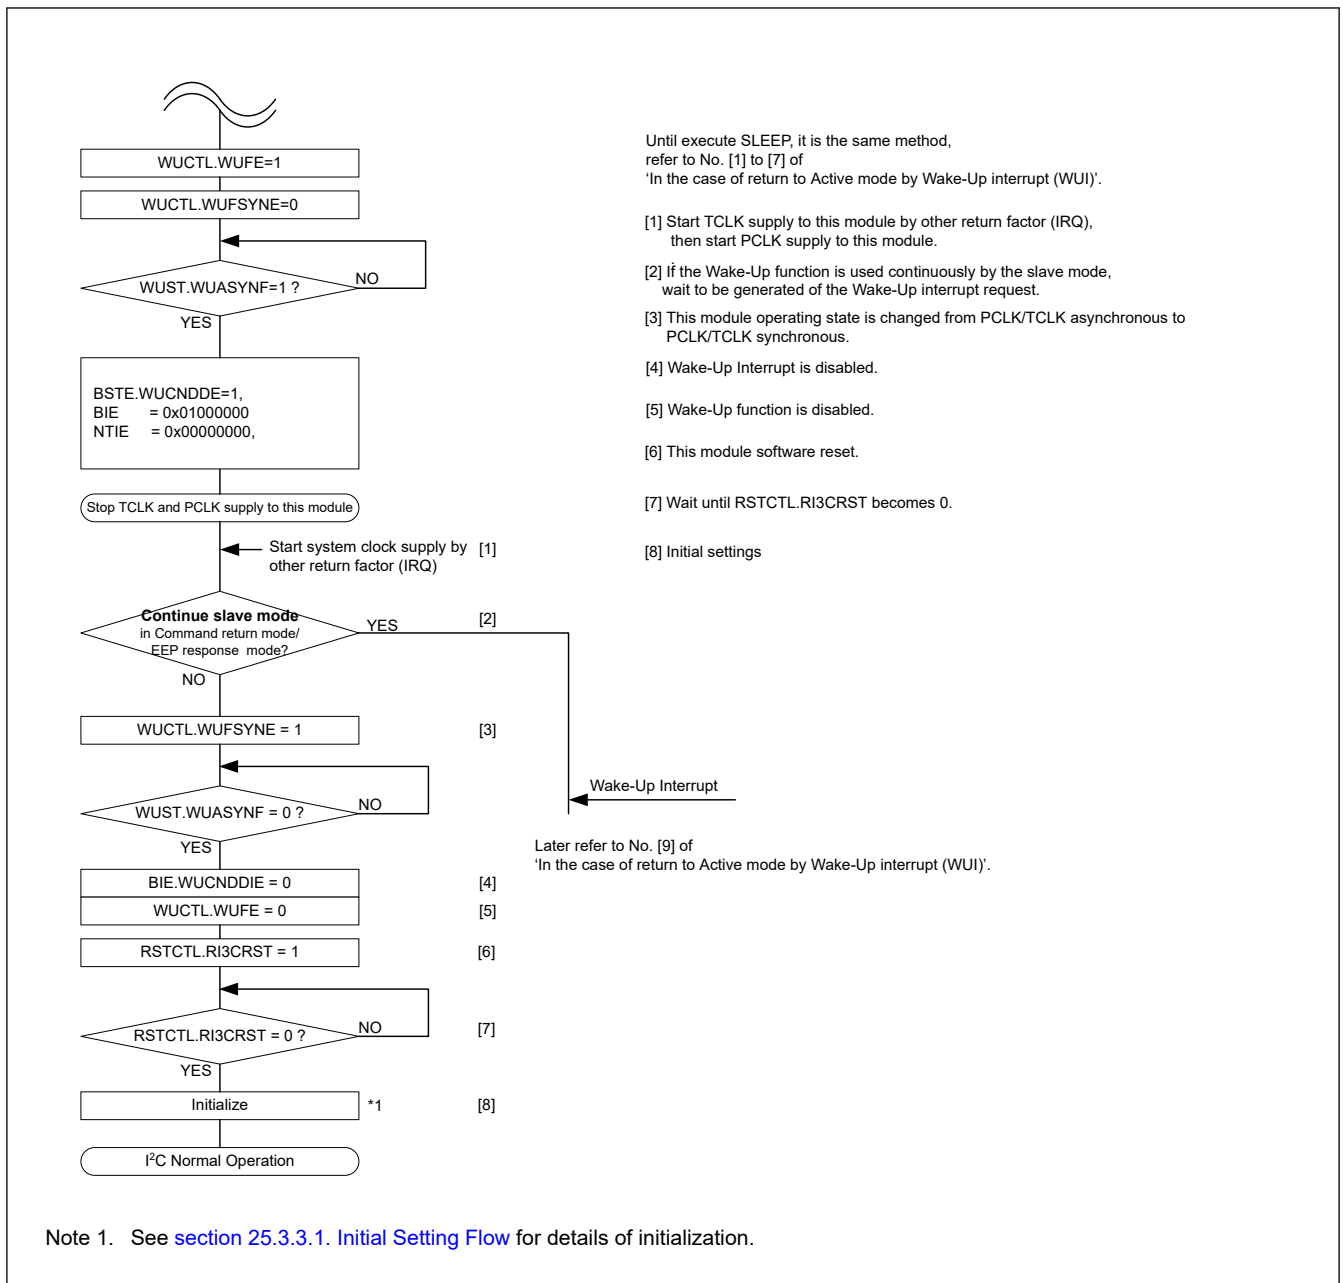 WUCTL.WUFE=1
WUCTL.WUFSYNE=0
WUST.WUASYNF=1 ?
NO
YES
BSTE.WUCNDDE=1,
BIE = 0x01000000
NTIE = 0x00000000,
Stop TCLK and PCLK supply to this module
Start system clock supply by [1]
other return factor (IRQ)
Continue slave mode
in Command return mode/
EEP response mode?
YES
[2]
NO
WUCTL.WUFSYNE = 1
[3]
WUST.WUASYNF = 0 ?
NO
YES
Wake-Up Interrupt
Later refer to No. [9] of
‘In the case of return to Active mode by Wake-Up interrupt (WUI)’.
BIE.WUCNDDIE = 0
[4]
WUCTL.WUFE = 0
[5]
RSTCTL.RI3CRST = 1
[6]
RSTCTL.RI3CRST = 0 ?
NO
[7]
YES
Initialize
*1
[8]
I²C Normal Operation
Until execute SLEEP, it is the same method,
refer to No. [1] to [7] of
‘In the case of return to Active mode by Wake-Up interrupt (WUI)’.
[1] Start TCLK supply to this module by other return factor (IRQ),
then start PCLK supply to this module.
[2] If the Wake-Up function is used continuously by the slave mode,
wait to be generated of the Wake-Up interrupt request.
[3] This module operating state is changed from PCLK/TCLK asynchronous to
PCLK/TCLK synchronous.
[4] Wake-Up Interrupt is disabled.
[5] Wake-Up function is disabled.
[6] This module software reset.
[7] Wait until RSTCTL.RI3CRST becomes 0.
[8] Initial settings
Note 1. See section 25.3.3.1. Initial Setting Flow for details of initialization.